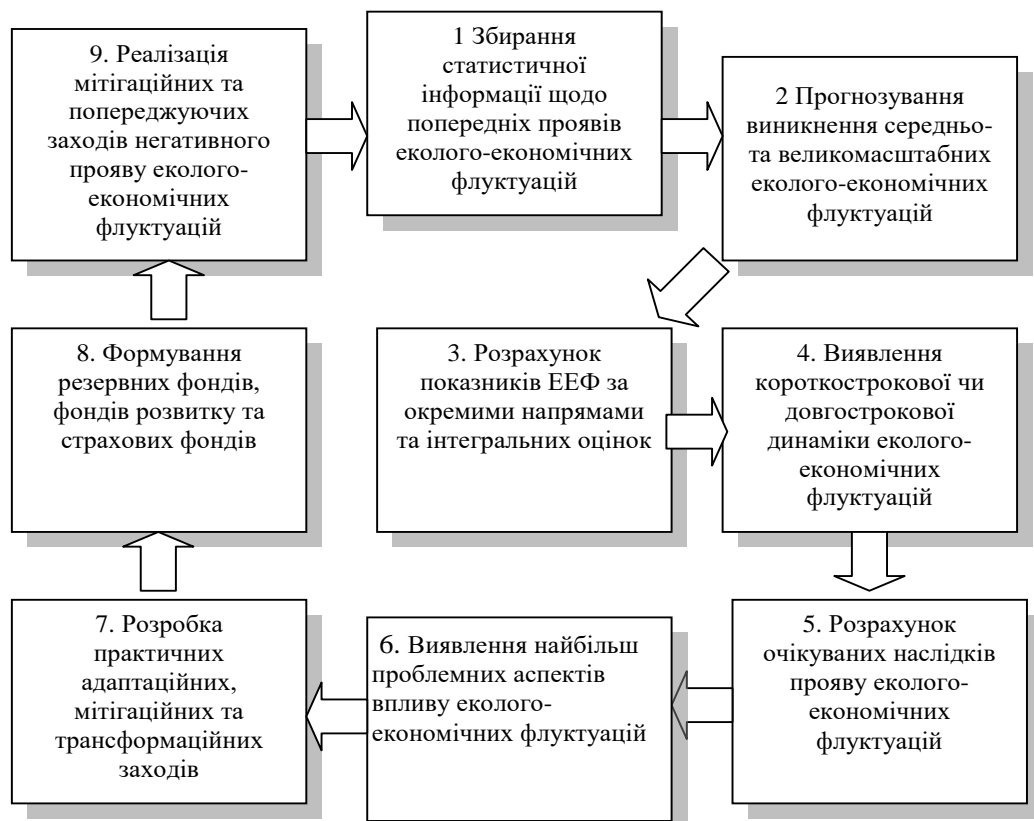 9. Реалізація
мітігаційних та
попереджуючих
заходів негативного
прояву еколого-
економічних
флуктуацій
1 Збирання
статистичної
інформації щодо
попередніх проявів
еколого-економічних
флуктуацій
2 Прогнозування
виникнення середньо-
та великомасштабних
еколого-економічних
флуктуацій
8. Формування
резервних фондів,
фондів розвитку та
страхових фондів
3. Розрахунок
показників ЕЕФ за
окремими напрямами
та інтегральних оцінок
4. Виявлення
короткострокової чи
довгострокової
динаміки еколого-
економічних
флуктуацій
7. Розробка
практичних
адаптаційних,
мітігаційних та
трансформаційних
заходів
6. Виявлення найбільш
проблемних аспектів
впливу еколого-
економічних флуктуацій
5. Розрахунок
очікуваних наслідків
прояву еколого-
економічних
флуктуацій